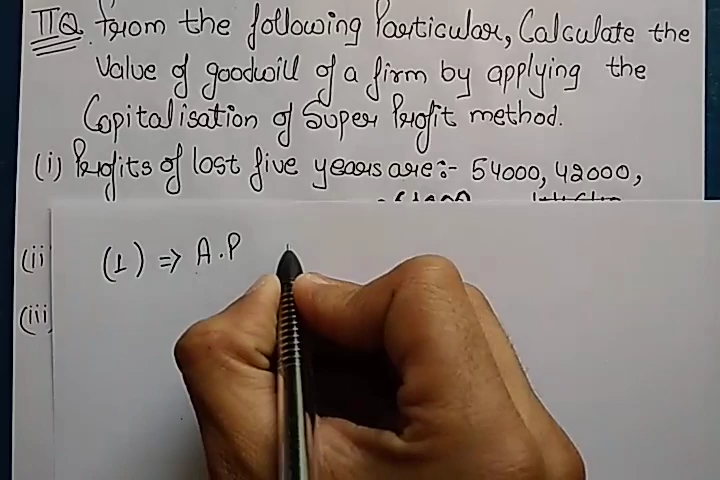 IIQ. From the following Particular, Calculate the
Value of goodwill of a firm by applying the
Capitalisation of Super Profit method.
(i) Profits of last five years are:- 54000, 42000,
(ii
(iii)
(1) => A.P